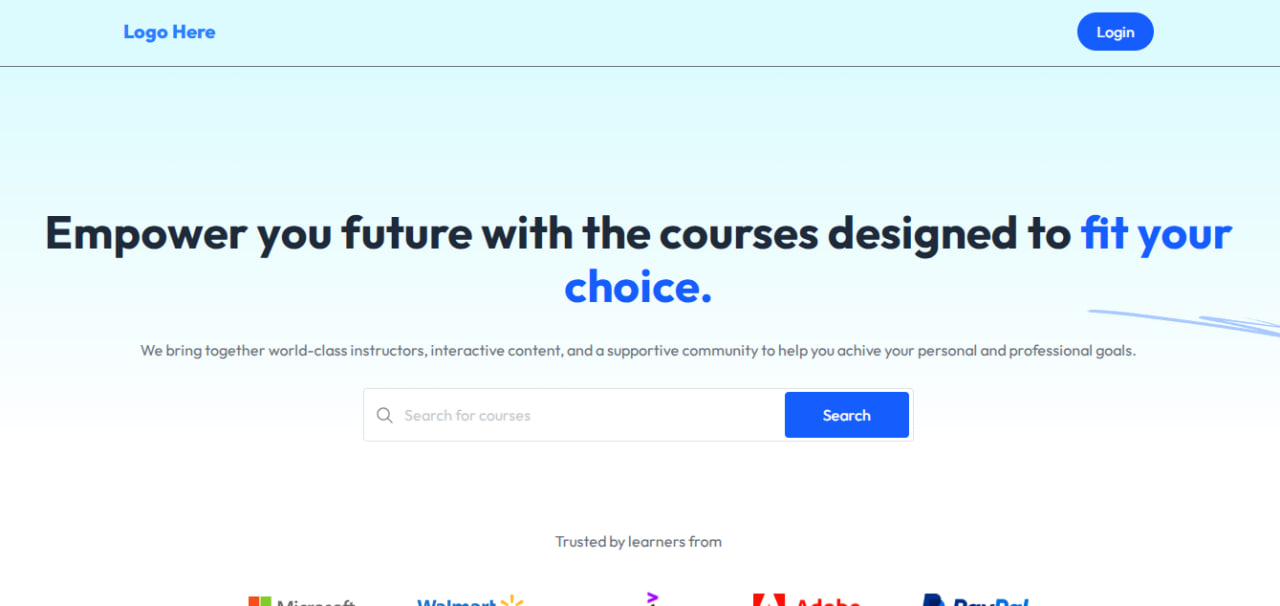 Logo Here
Login
Empower you future with the courses designed to fit your
choice.
We bring together world-class instructors, interactive content, and a supportive community to help you achive your personal and professional goals.
Search for courses
Search
Trusted by learners from
Microsoft
Walmart
Adobe
PayPal